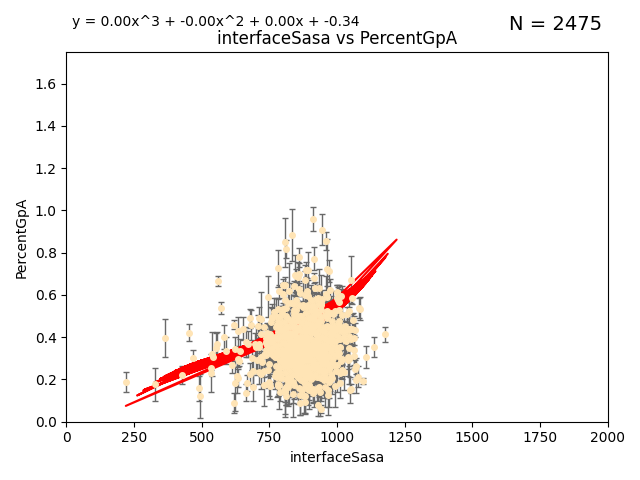 y = 0.00x^3 + -0.00x^2 + 0.00x + -0.34
N = 2475
interfaceSasa vs PercentGpA
PercentGpA
1.6
1.4
1.2
1.0
0.8
0.6
0.4
0.2
0.0
0 250 500 750 1000 1250 1500 1750 2000
interfaceSasa